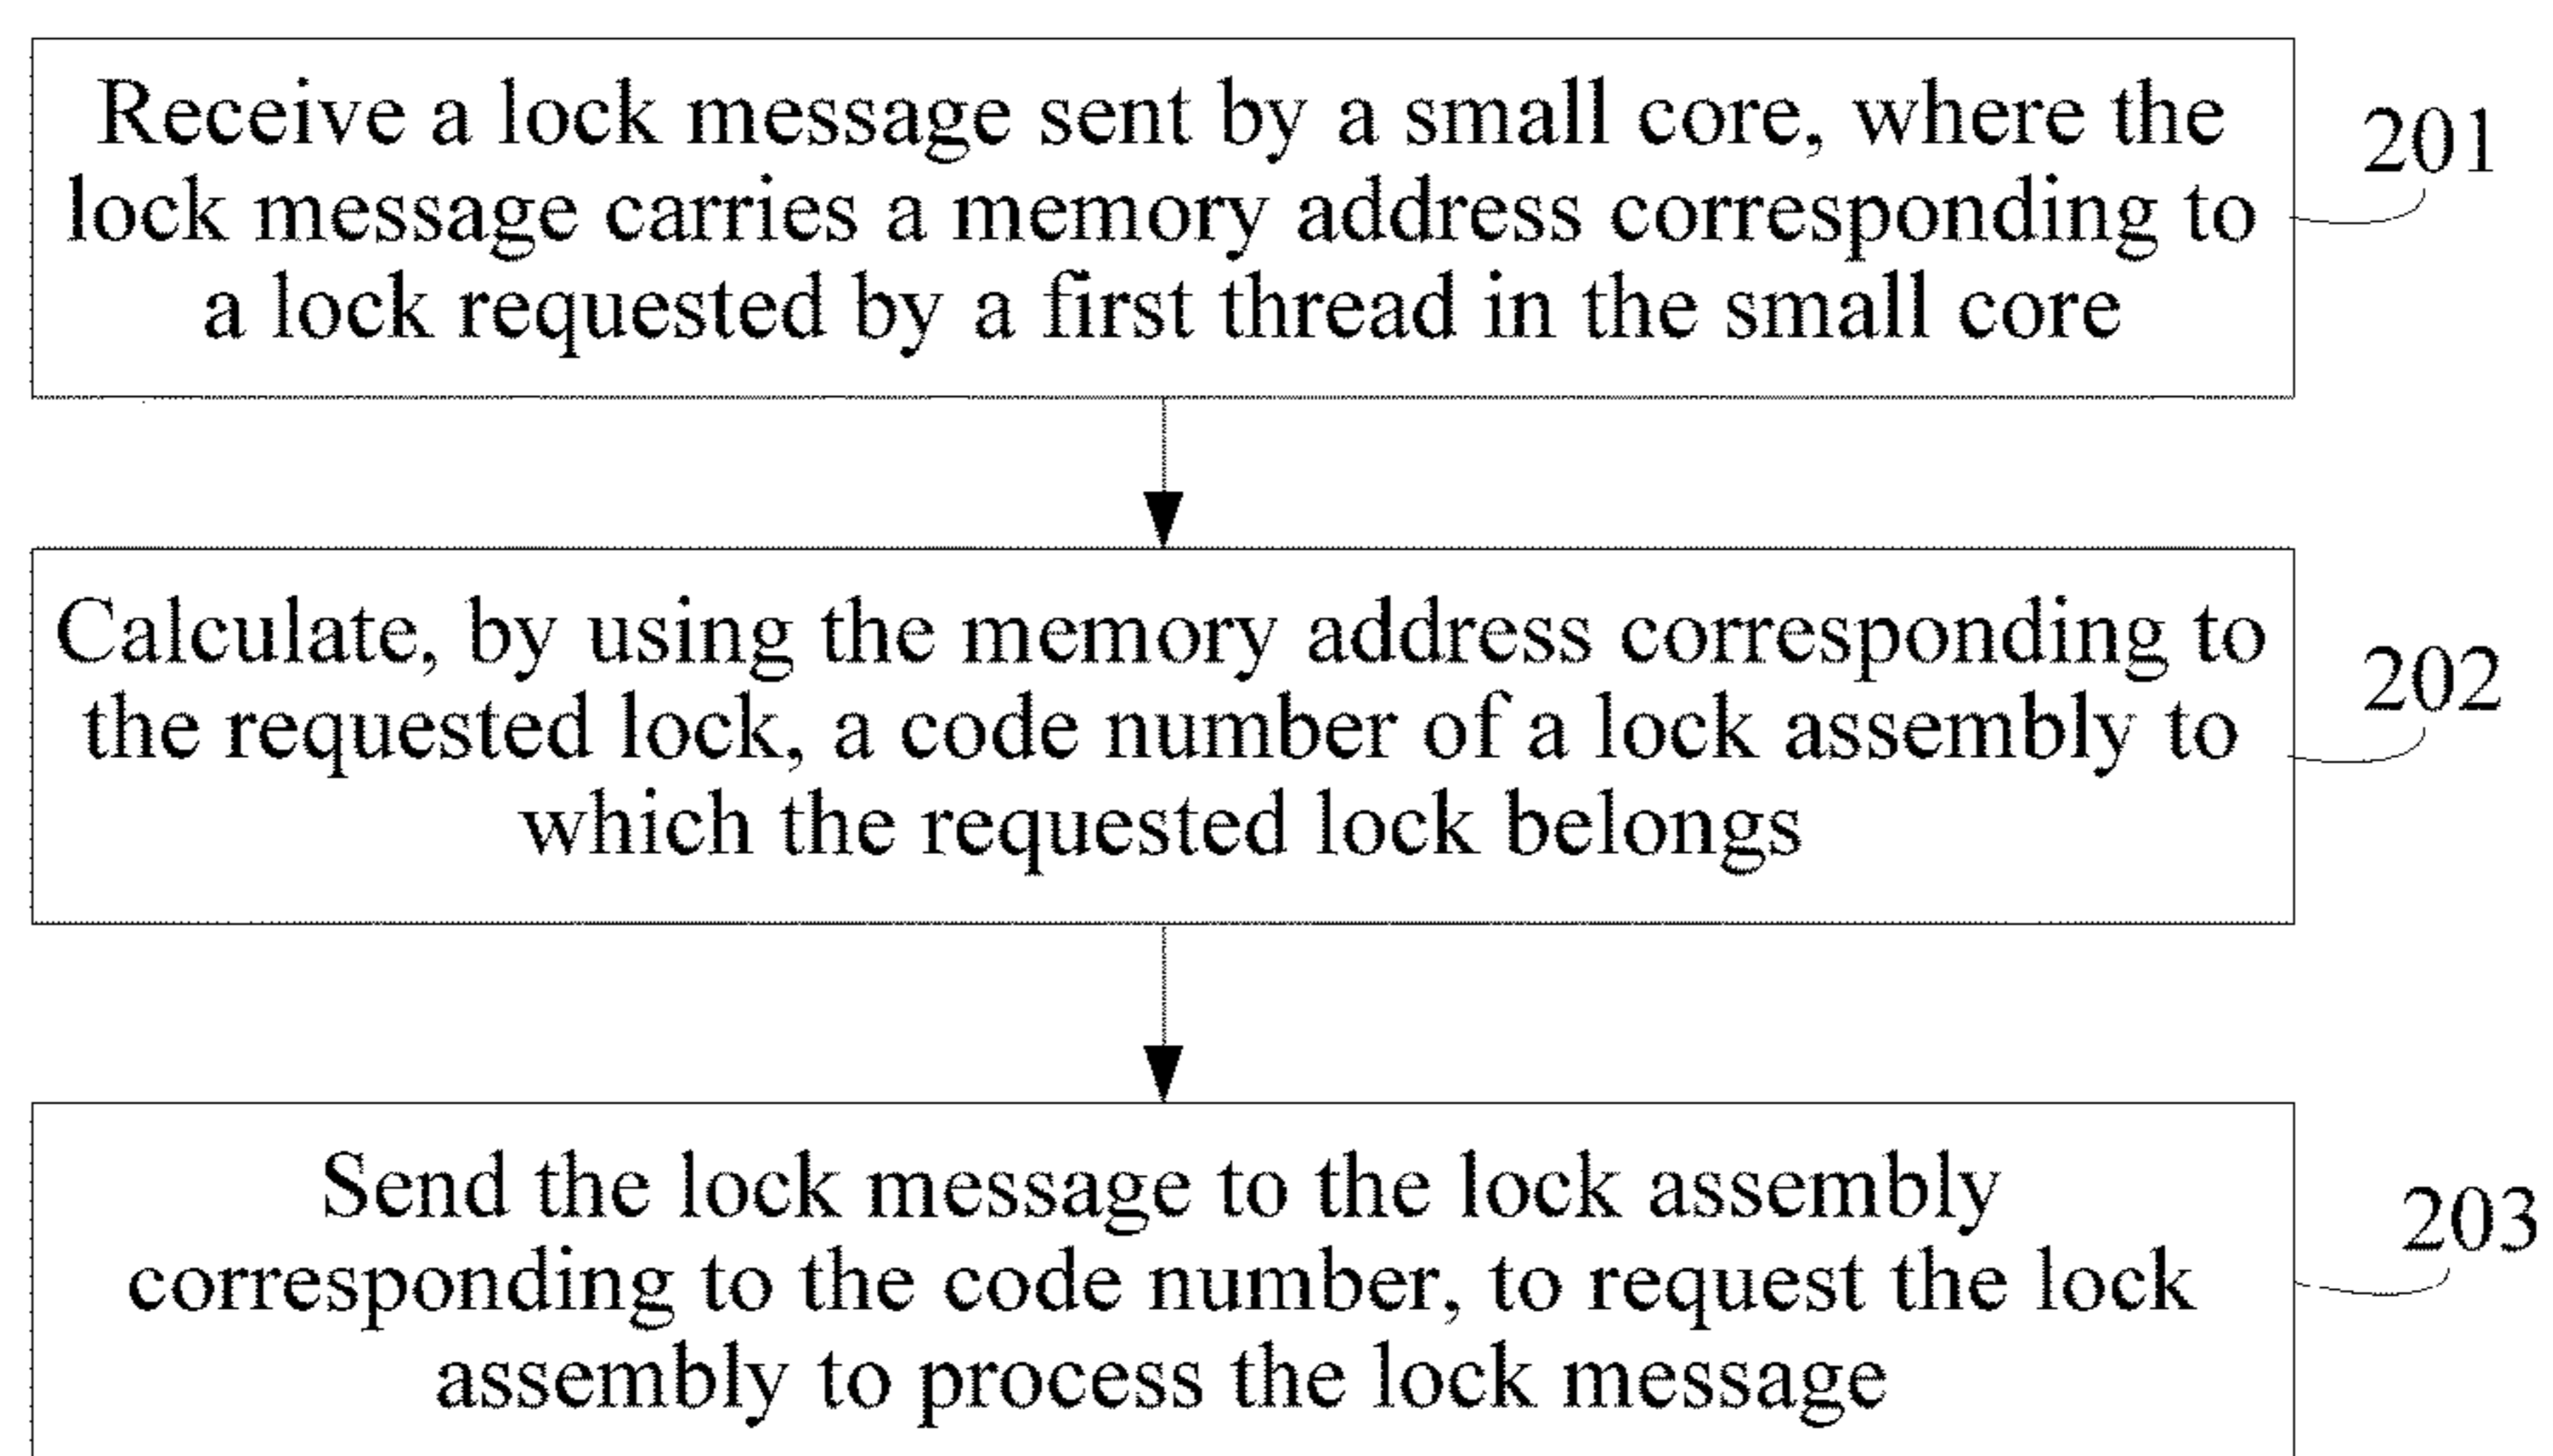 Receive a lock message sent by a small core, where the
lock message carries a memory address corresponding to
a lock requested by a first thread in the small core
201
Calculate, by using the memory address corresponding to
the requested lock, a code number of a lock assembly to
which the requested lock belongs
202
Send the lock message to the lock assembly
corresponding to the code number, to request the lock
assembly to process the lock message
203